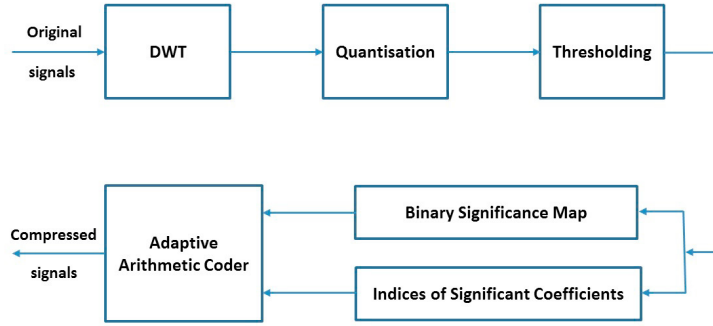 Original
signals
DWT
Quantisation
Thresholding
Binary Significance Map
Indices of Significant Coefficients
Adaptive
Arithmetic Coder
Compressed
signals